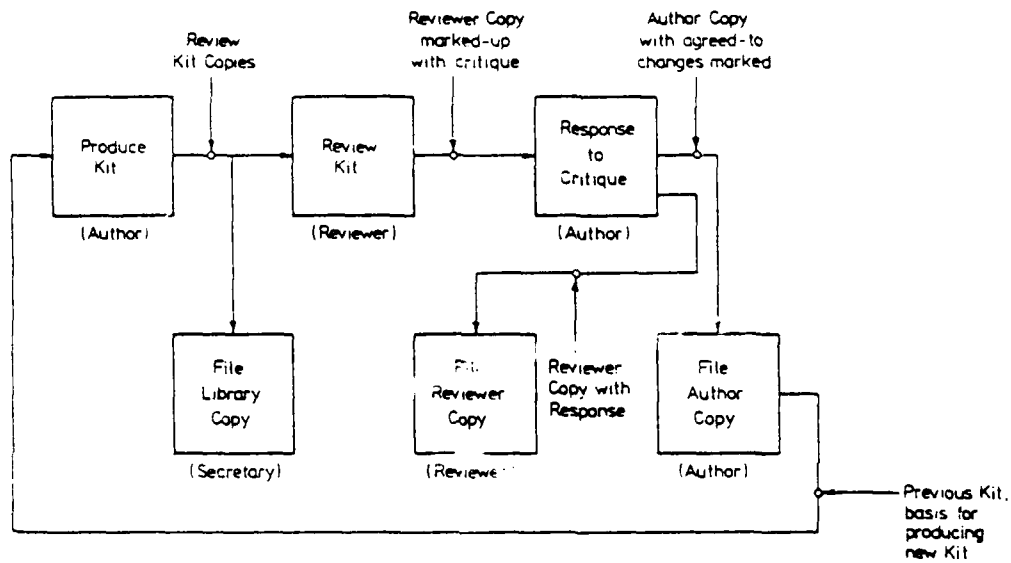 Review
Kit Copies
Reviewer Copy
marked-up
with critique
Author Copy
with agreed-to
changes marked
Produce
Kit
(Author)
Review
Kit
(Reviewer)
Response
to
Critique
(Author)
File
Library
Copy
(Secretary)
Reviewer
Copy
Reviewer
Copy with
Response
File
Author
Copy
(Author)
Previous Kit,
basis for
producing
new Kit